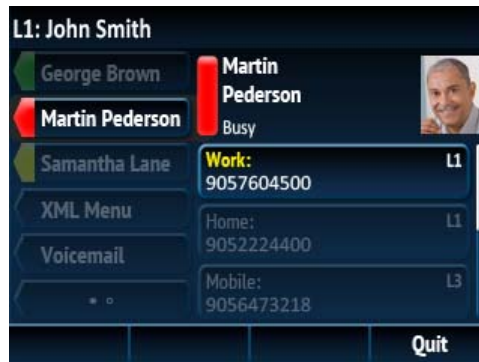 L1: John Smith
George Brown
Martin Pederson
Samantha Lane
XML Menu
Voicemail
Martin
Pederson
Busy
Work: L1
9057604500
Home: L1
9052224400
Mobile: L3
9056473218
Quit